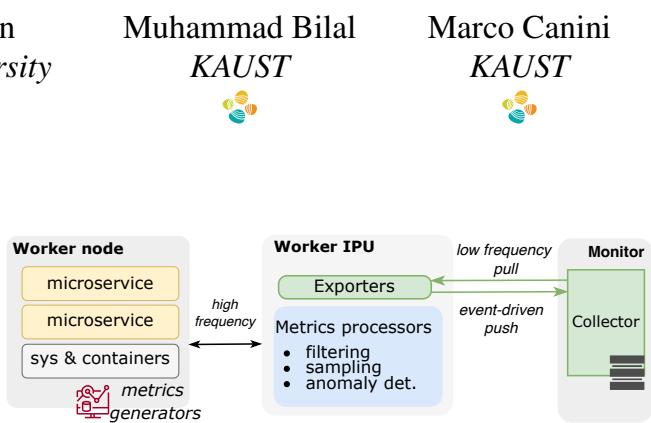 n
Muhammad Bilal
Marco Canini
rsity
KAUST
KAUST
Worker node
microservice
microservice
sys & containers
metrics
generators
high
frequency
Worker IPU
Exporters
Metrics processors
• filtering
• sampling
• anomaly det.
low frequency
pull
event-driven
push
Monitor
Collector